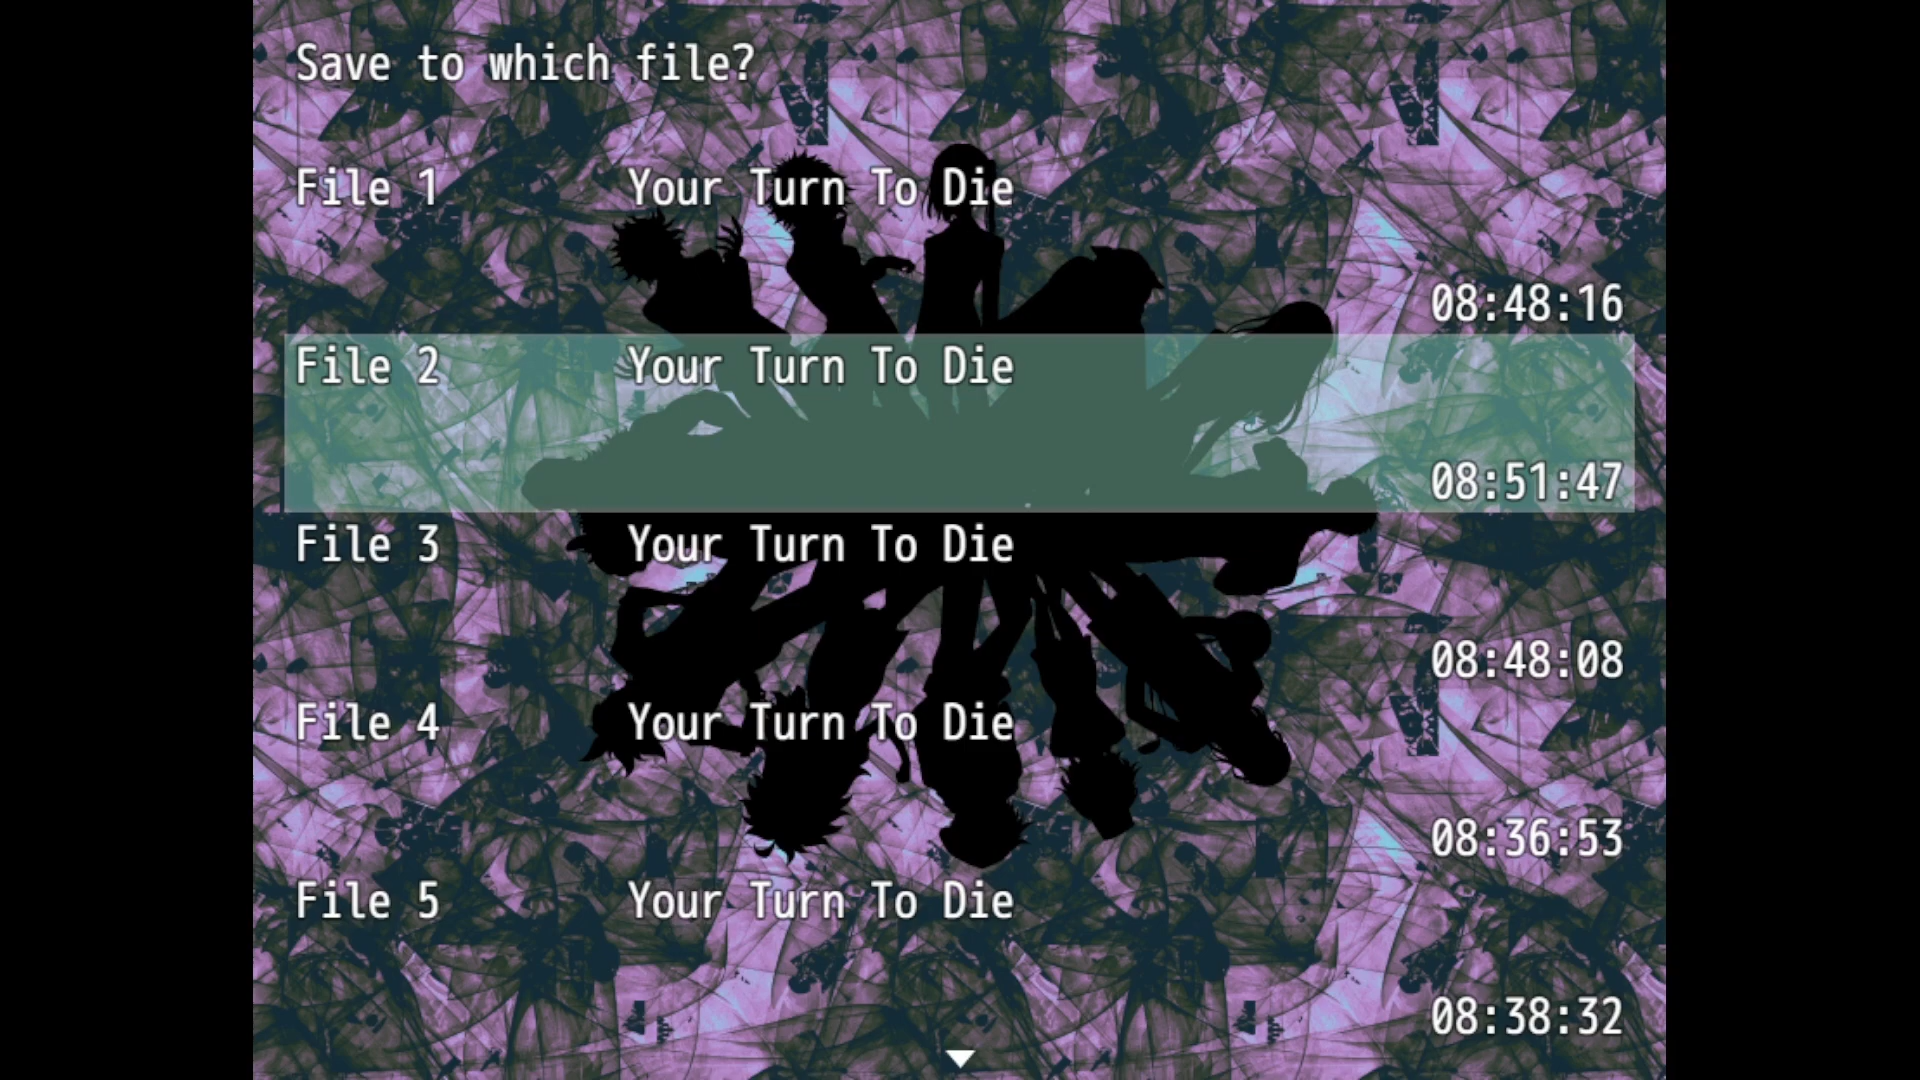 Save to which file?
File 1 Your Turn To Die
08:48:16
File 2 Your Turn To Die
08:51:47
File 3 Your Turn To Die
08:48:08
File 4 Your Turn To Die
08:36:53
File 5 Your Turn To Die
08:38:32